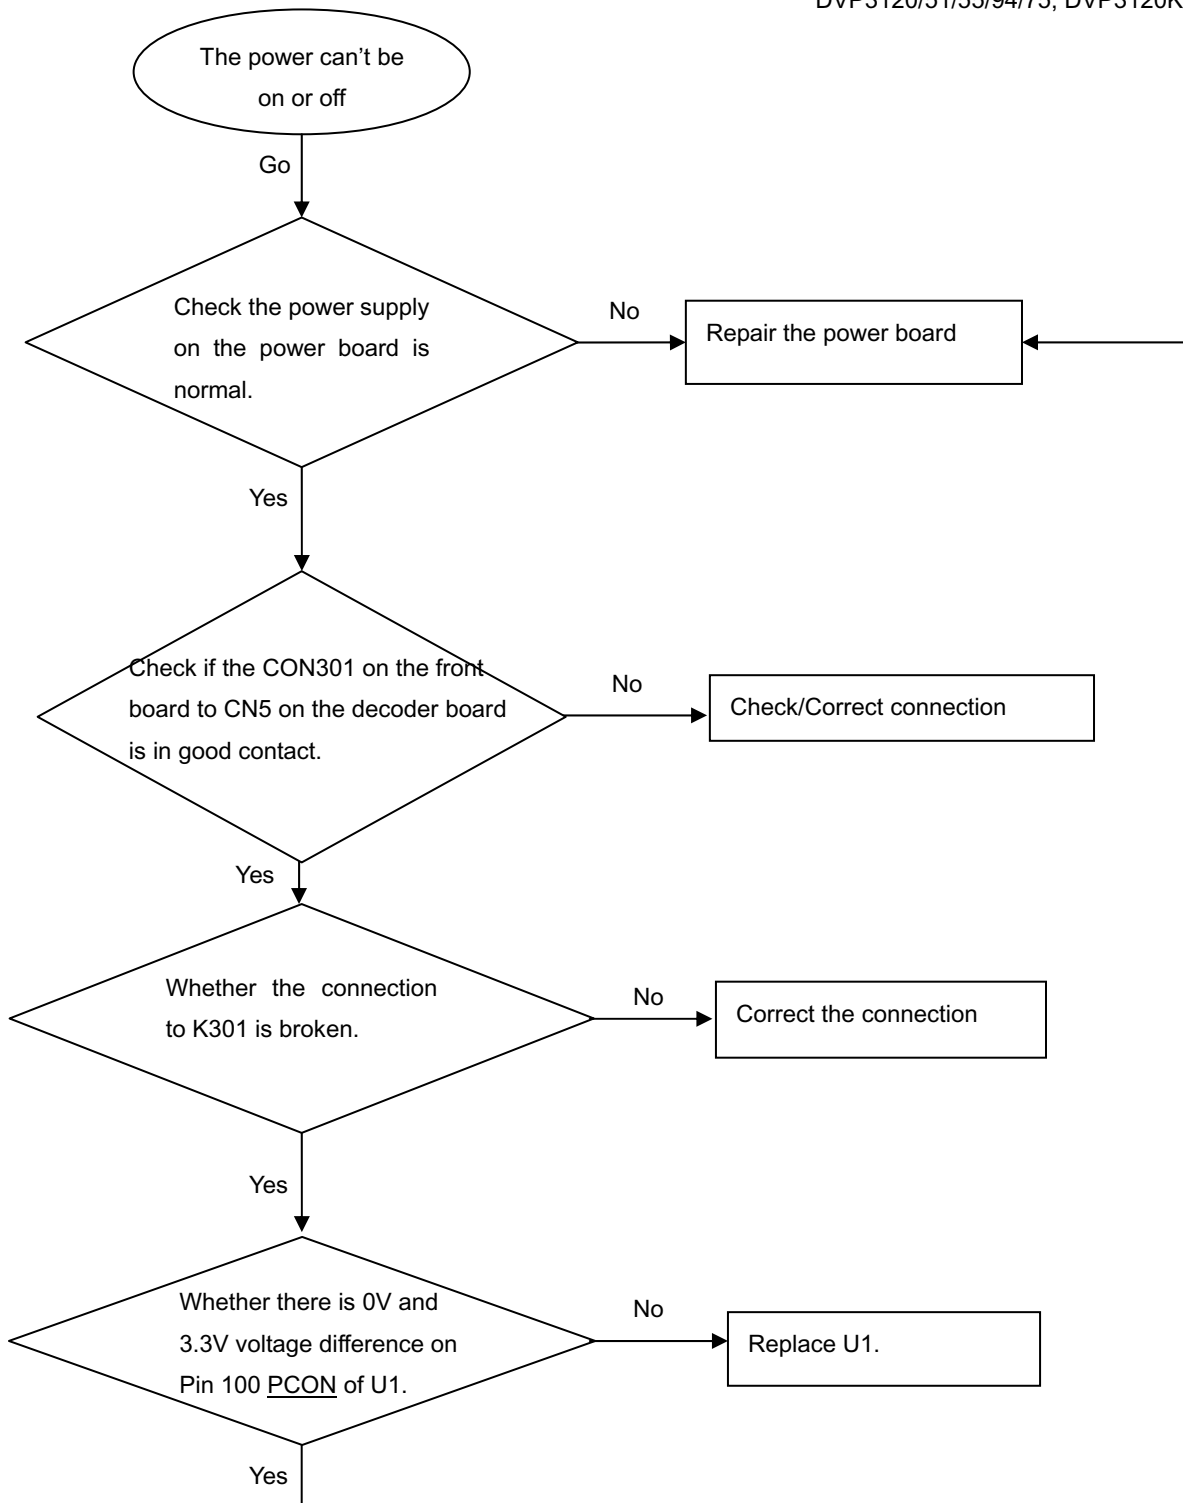 The power can’t be
on or off
Go
Check the power supply
on the power board is
normal.
No
Repair the power board
Yes
Check if the CON301 on the front
board to CN5 on the decoder board
is in good contact.
No
Check/Correct connection
Yes
Whether the connection
to K301 is broken.
No
Correct the connection
Yes
Whether there is 0V and
3.3V voltage difference on
Pin 100 PCON of U1.
No
Replace U1.
Yes